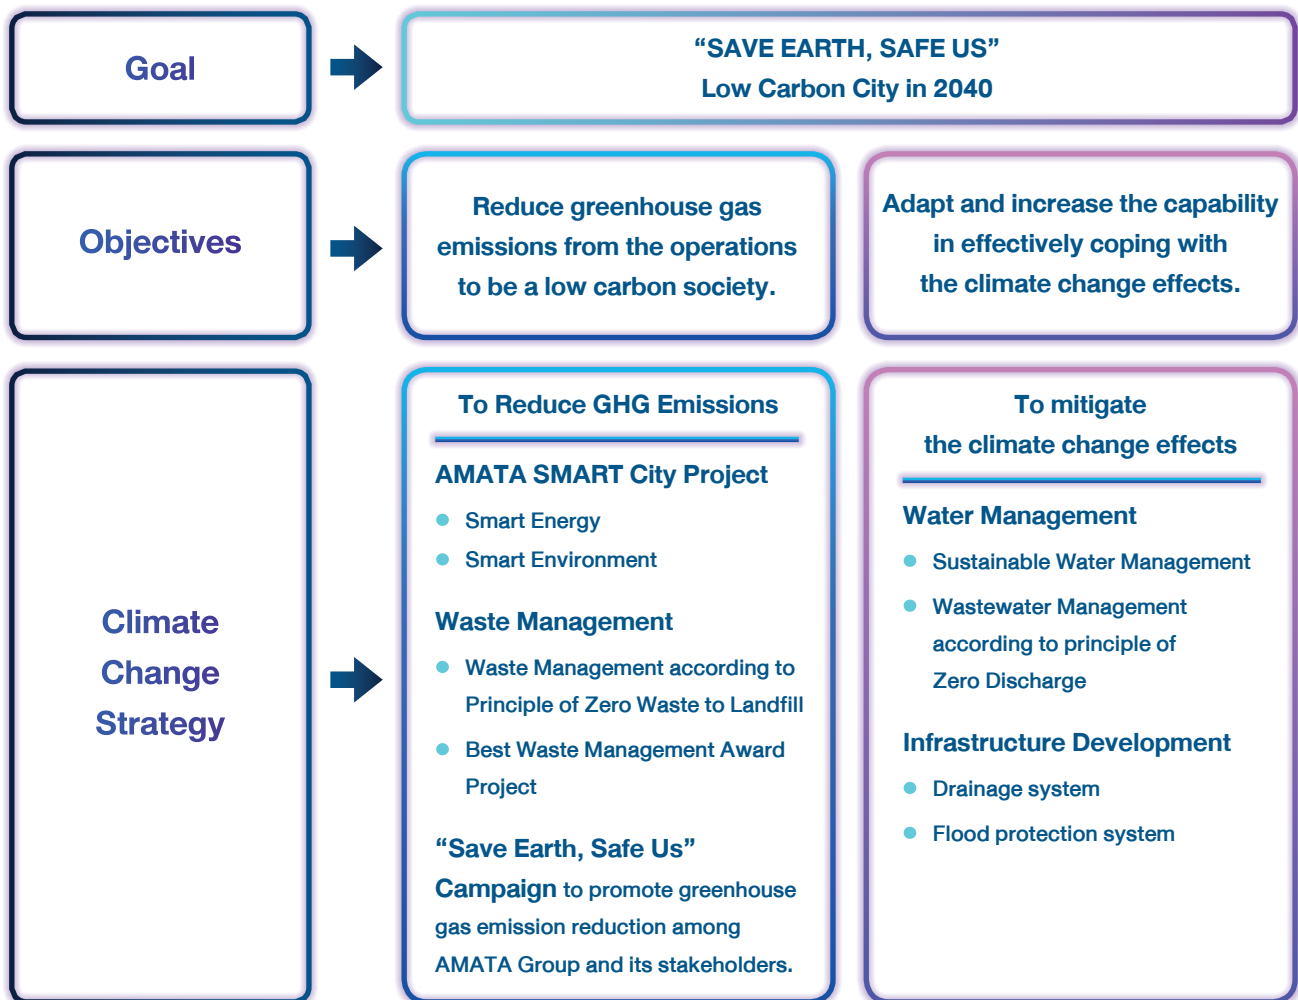 Goal
“SAVE EARTH, SAFE US”
Low Carbon City in 2040
Objectives
Reduce greenhouse gas
emissions from the operations
to be a low carbon society.
Adapt and increase the capability
in effectively coping with
the climate change effects.
Climate
Change
Strategy
To Reduce GHG Emissions
AMATA SMART City Project
Smart Energy
Smart Environment
Waste Management
Waste Management according to
Principle of Zero Waste to Landfill
Best Waste Management Award
Project
“Save Earth, Safe Us”
Campaign to promote greenhouse
gas emission reduction among
AMATA Group and its stakeholders.
To mitigate
the climate change effects
Water Management
Sustainable Water Management
Wastewater Management
according to principle of
Zero Discharge
Infrastructure Development
Drainage system
Flood protection system